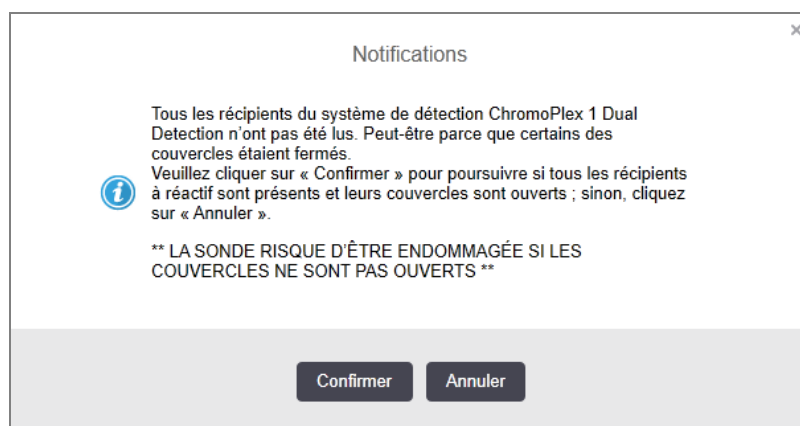 ×
Notifications
Tous les récipients du système de détection ChromoPlex 1 Dual
Detection n'ont pas été lus. Peut-être parce que certains des
couvercles étaient fermés.
Veuillez cliquer sur « Confirmer » pour poursuivre si tous les récipients
à réactif sont présents et leurs couvercles sont ouverts ; sinon, cliquez
sur « Annuler ».
** LA SONDE RISQUE D'ÊTRE ENDOMMAGÉE SI LES
COUVERCLES NE SONT PAS OUVERTS **
Confirmer Annuler